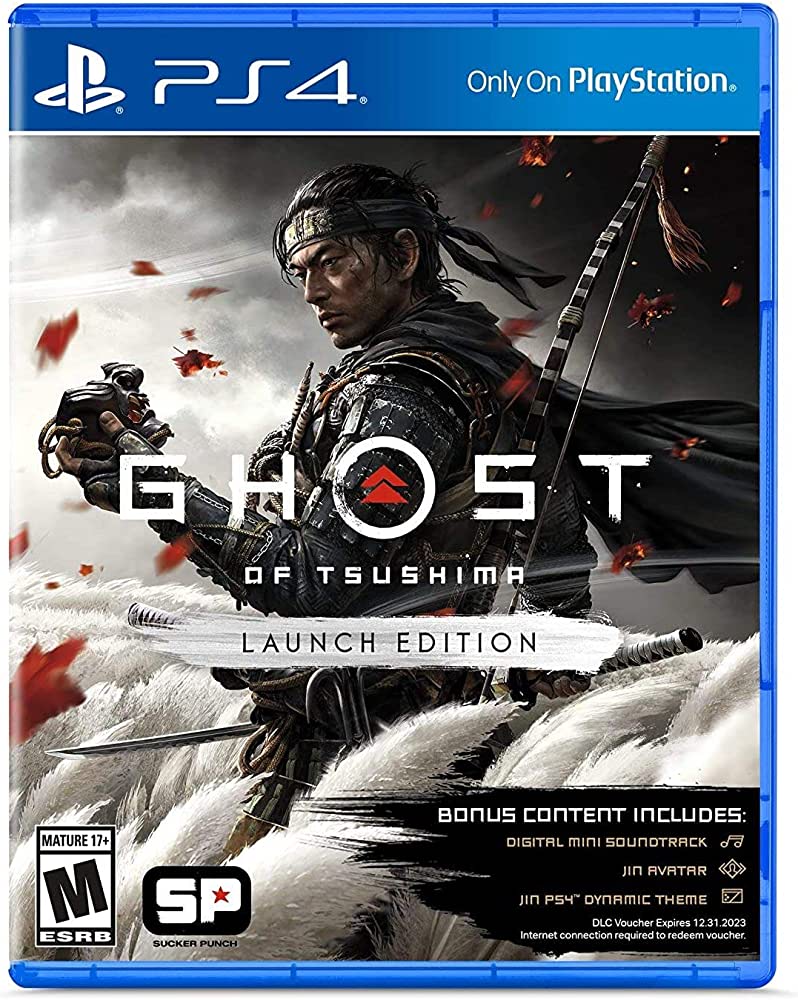 PS4®
Only On PlayStation®
GHOST
OF TSUSHIMA
LAUNCH EDITION
BONUS CONTENT INCLUDES:
DIGITAL MINI SOUNDTRACK
JIN AVATAR
JIN PS4™ DYNAMIC THEME
DLC Voucher Expires 12.31.2023
Internet connection required to redeem voucher.
MATURE 17+
M
ESRB
SP
SUCKER PUNCH